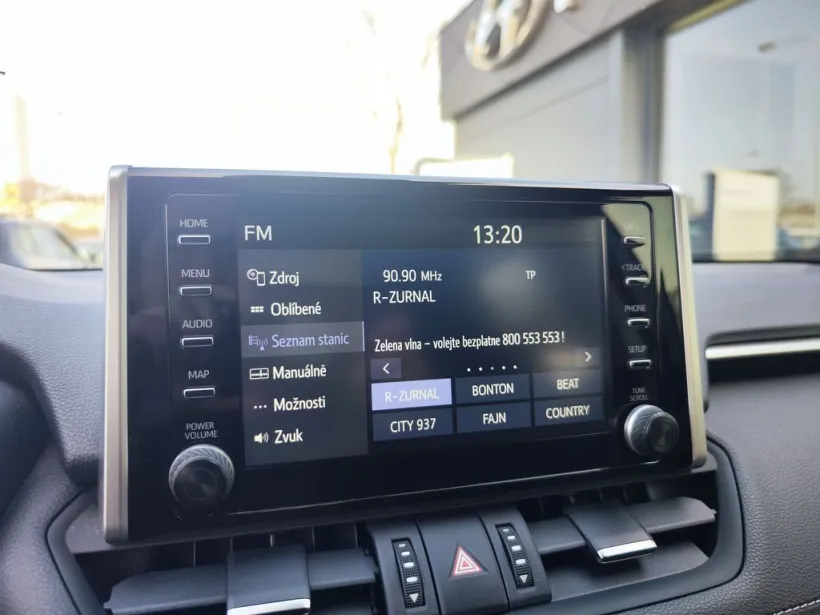 HOME
MENU
AUDIO
MAP
POWER
VOLUME
FM
13:20
Zdroj
Oblíbené
Seznam stanic
Manuálně
Možnosti
Zvuk
90.90 MHz
TP
R-ZURNAL
Zelena vlna – volejte bezplatne 800 553 553!
R-ZURNAL
BONTON
BEAT
CITY 937
FAJN
COUNTRY
<TRACK
PHONE
SETUP
TUNE
SCROLL